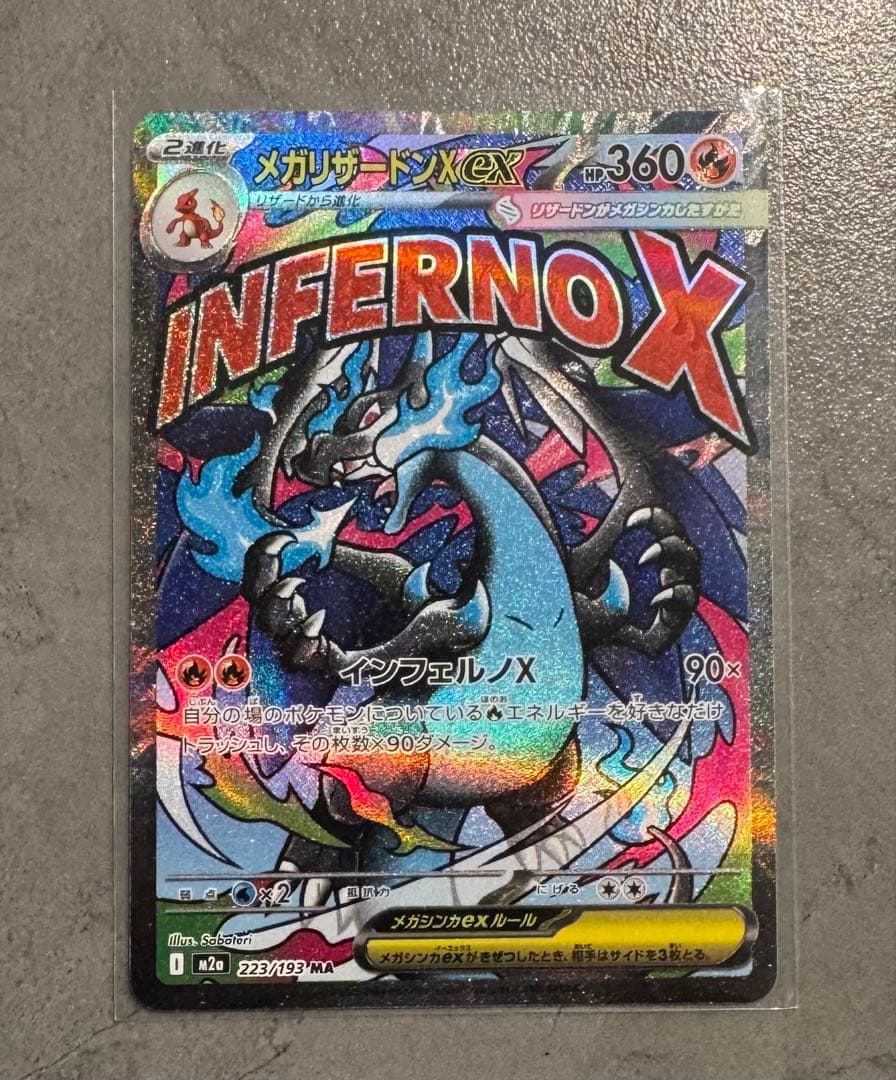 2進化
メガリザードンXex
HP360
リザードから進化
リザードンがメガシンカしたすがた
INFERNO X
インフェルノX 90×
自分の場のポケモンについているエネルギーを好きなだけ
トラッシュし、その枚数×90ダメージ。
弱点 ×2 抵抗力 にげる
メガシンカexルール
メガシンカexがきぜつしたとき、相手はサイドを3枚とる。
Illus. Saboteri
I M2a 223/193 MA